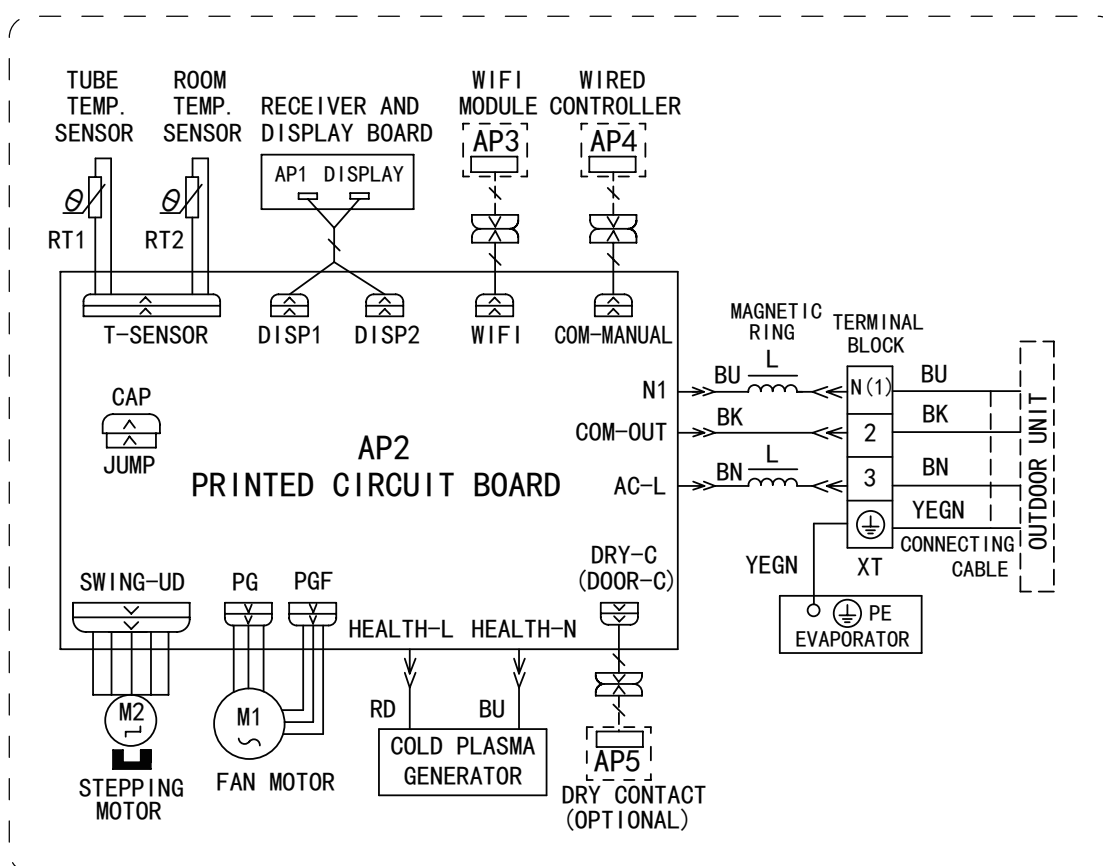 TUBE
TEMP.
SENSOR
ROOM
TEMP.
SENSOR
RECEIVER AND
DISPLAY BOARD
WIFI
MODULE
WIRED
CONTROLLER
AP1 DISPLAY
AP3
AP4
θ
RT1
θ
RT2
T-SENSOR
DISP1
DISP2
WIFI
COM-MANUAL
MAGNETIC
RING
TERMINAL
BLOCK
N1
BU
L
N(1)
BU
CAP
JUMP
AP2
PRINTED CIRCUIT BOARD
COM-OUT
BK
2
BK
AC-L
BN
L
3
BN
YEGN
OUTDOOR UNIT
CONNECTING
CABLE
XT
YEGN
PE
EVAPORATOR
DRY-C
(DOOR-C)
SWING-UD
PG
PGF
HEALTH-L
HEALTH-N
M2
M1
RD
BU
COLD PLASMA
GENERATOR
AP5
STEPPING
MOTOR
FAN MOTOR
DRY CONTACT
(OPTIONAL)